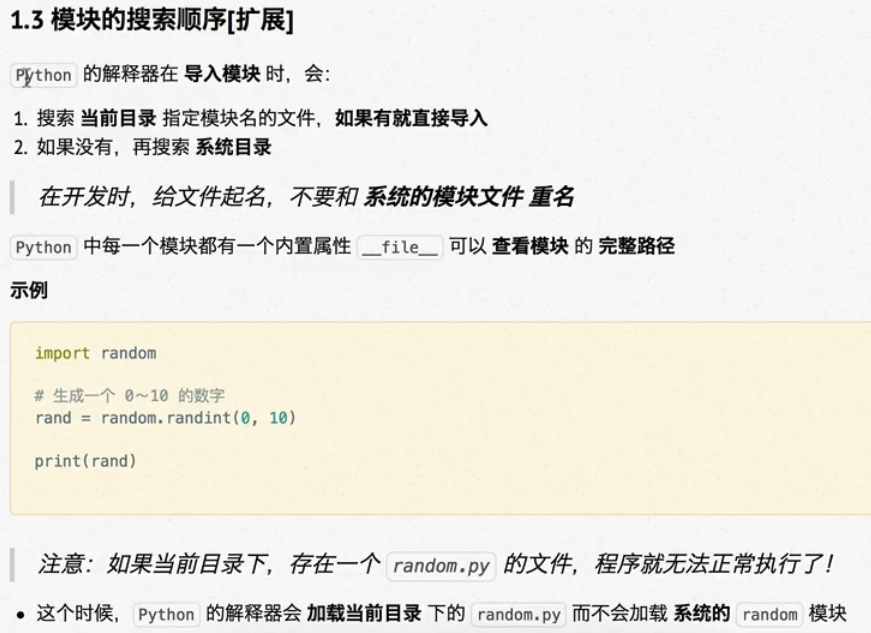 1.3 模块的搜索顺序[扩展]
Python 的解释器在 导入模块 时，会：
1. 搜索 当前目录 指定模块名的文件，如果有就直接导入
2. 如果没有，再搜索 系统目录
在开发时，给文件起名，不要和 系统的模块文件 重名
Python 中每一个模块都有一个内置属性 __file__ 可以 查看模块 的 完整路径
示例
import random
# 生成一个 0～10 的数字
rand = random.randint(0, 10)
print(rand)
注意：如果当前目录下，存在一个 random.py 的文件，程序就无法正常执行了！
• 这个时候，Python 的解释器会 加载当前目录 下的 random.py 而不会加载 系统的 random 模块